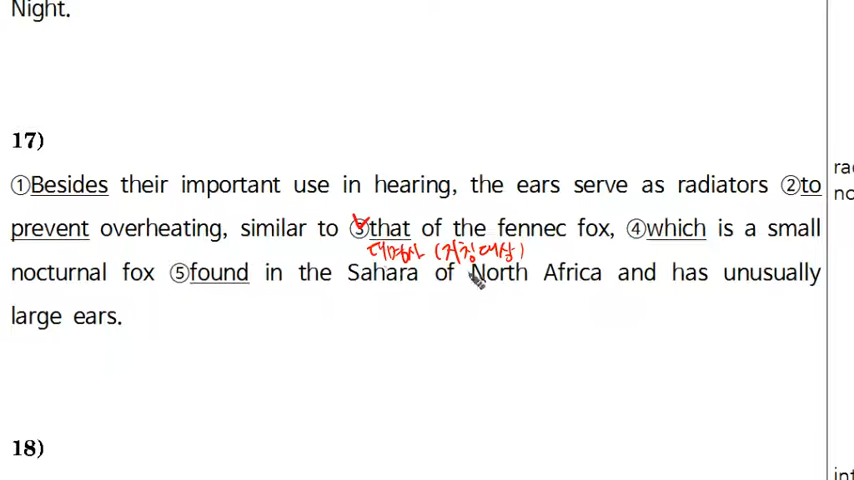 Night.
17)
①Besides their important use in hearing, the ears serve as radiators ②to
prevent overheating, similar to ③that of the fennec fox, ④which is a small
대명사 (지칭대상)
nocturnal fox ⑤found in the Sahara of North Africa and has unusually
large ears.
18)